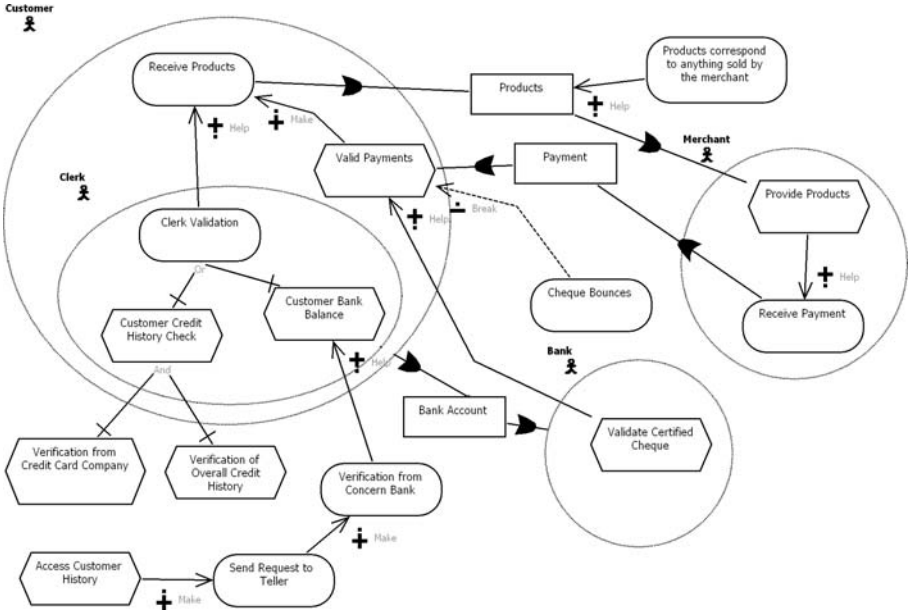 Customer
Receive Products
Products
Products correspond
to anything sold by
the merchant
Help
Help
Make
Merchant
Clerk
Valid Payments
Payment
Provide Products
Clerk Validation
Help
Break
Or
Help
Customer Credit
History Check
Customer Bank
Balance
Cheque Bounces
Receive Payment
Bank
And
Help
Bank Account
Validate Certified
Cheque
Verification from
Credit Card Company
Verification of
Overall Credit
History
Verification from
Concern Bank
Make
Access Customer
History
Send Request to
Teller
Make